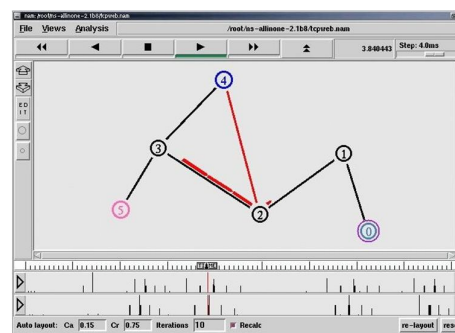 nam: /root/ns-allinone-2.1b8/tcpweb.nam
File Views Analysis /root/ns-allinone-2.1b8/tcpweb.nam
3.840443 Step: 4.0ms
4
1
3
ED
IT
5
2
0
Auto layout: Ca 0.15 Cr 0.75 Iterations 10 Recalc re-layout res